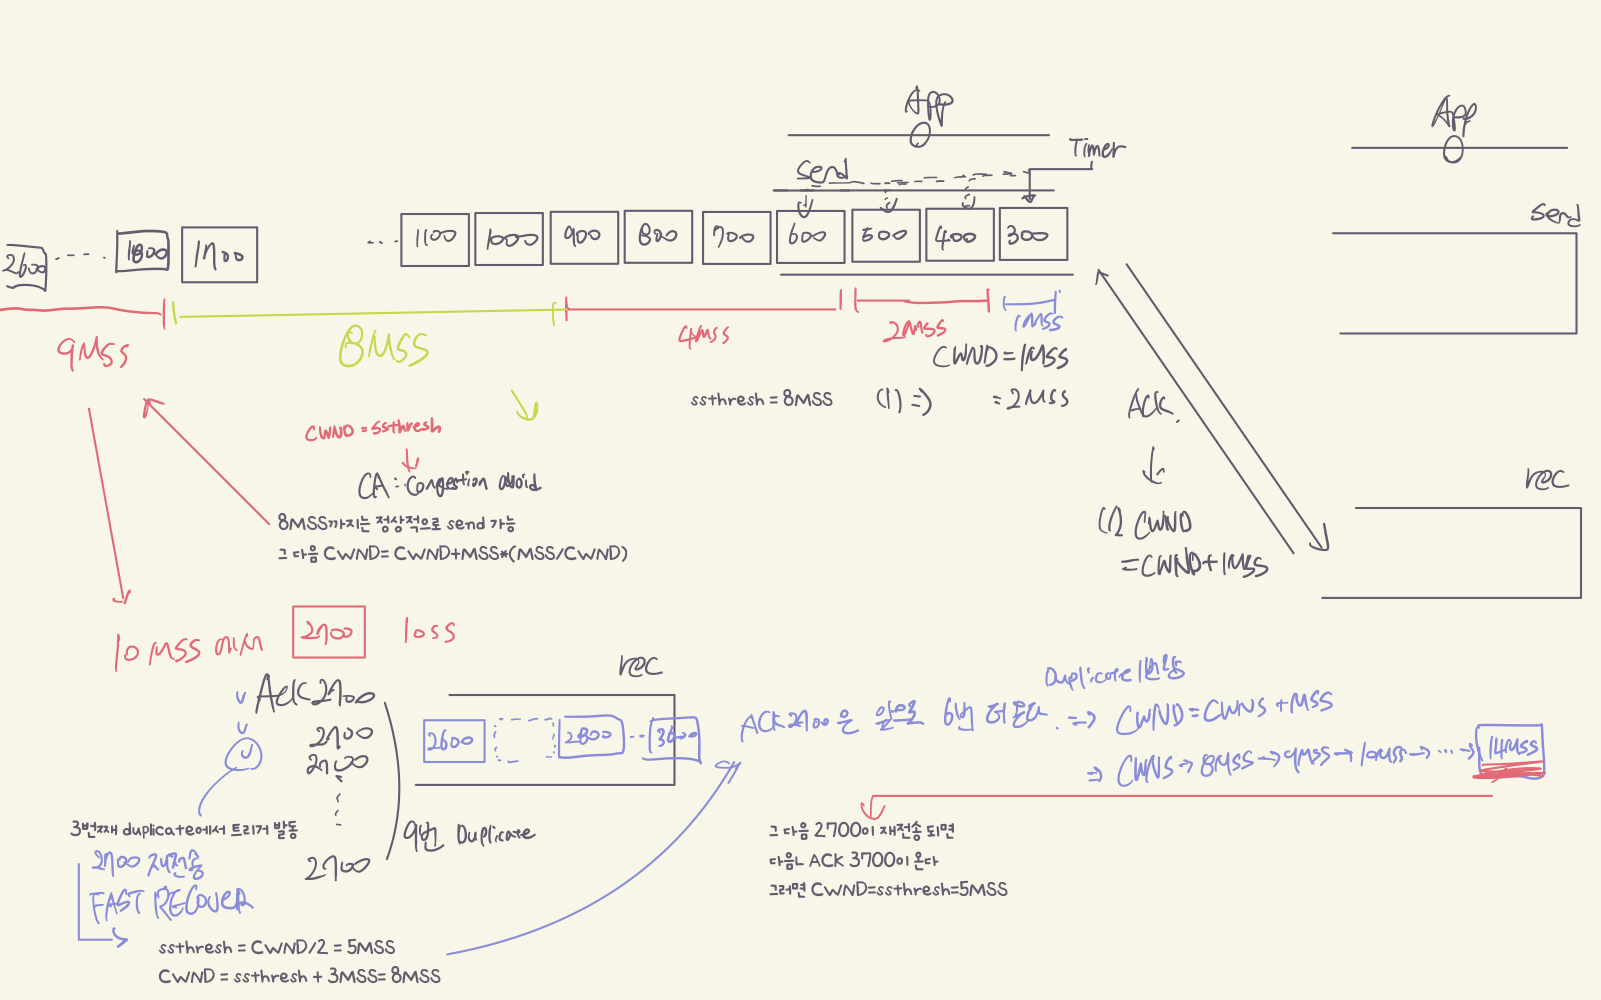 App
App
Timer
Send
Send
2600
1800
1700
1100
1000
900
800
700
600
500
400
300
9MSS
8MSS
4MSS
2MSS
1MSS
CWND = 1MSS
ssthresh = 8MSS
(1) =>
= 2MSS
ACK.
CWND = ssthresh
CA : Congestion avoid
8MSS까지는 정상적으로 send 가능
그 다음 CWND= CWND+MSS*(MSS/CWND)
(1) CWND
= CWND+1MSS
rec
10 MSS 에서
2700
loss
ACK 2700
2700
2700
2700
9번 Duplicate
rec
2600
2800
3600
3번째 duplicate에서 트리거 발동
2700 재전송
FAST RECOVER
ssthresh = CWND/2 = 5MSS
CWND = ssthresh + 3MSS= 8MSS
ACK 2700은 앞으로 6번 더 온다.
=> CWND = CWNS + MSS
=> CWNS → 8MSS → 9MSS → 10MSS → ... → 14MSS
그 다음 2700이 재전송 되면
다음나 ACK 3700이 온다
그러면 CWND=ssthresh=5MSS